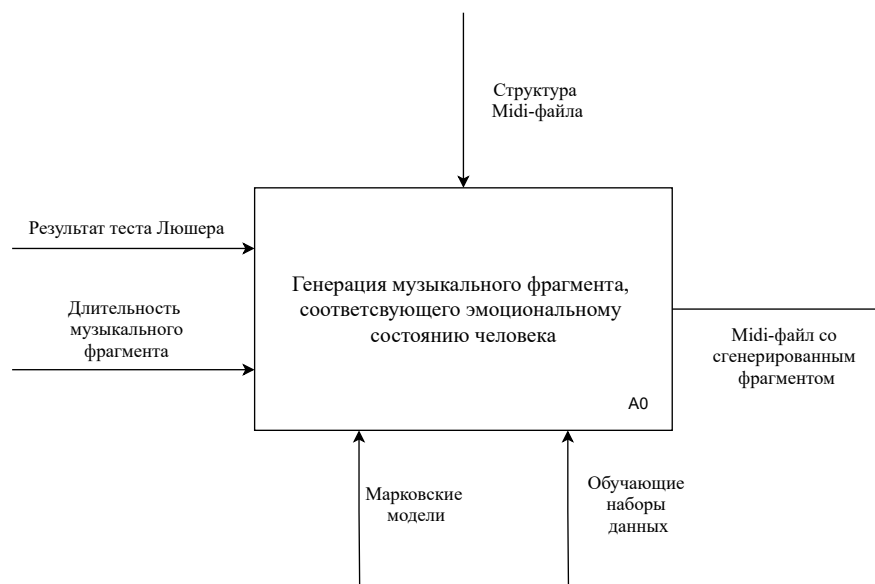 Структура
Midi-файла
Результат теста Люшера
Длительность
музыкального
фрагмента
Генерация музыкального фрагмента,
соответсвующего эмоциональному
состоянию человека
A0
Midi-файл со
сгенерированным
фрагментом
Марковские
модели
Обучающие
наборы
данных